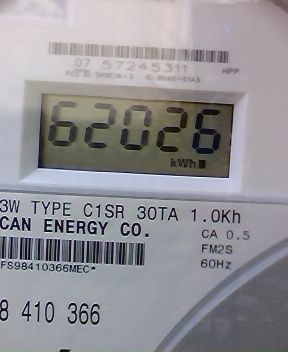 07 57245311 HPP
62026
kWh
3W TYPE C1SR 30TA 1.0Kh
CAN ENERGY CO.
CA 0.5
FM2S
FS98410366MEC*
60Hz
8 410 366